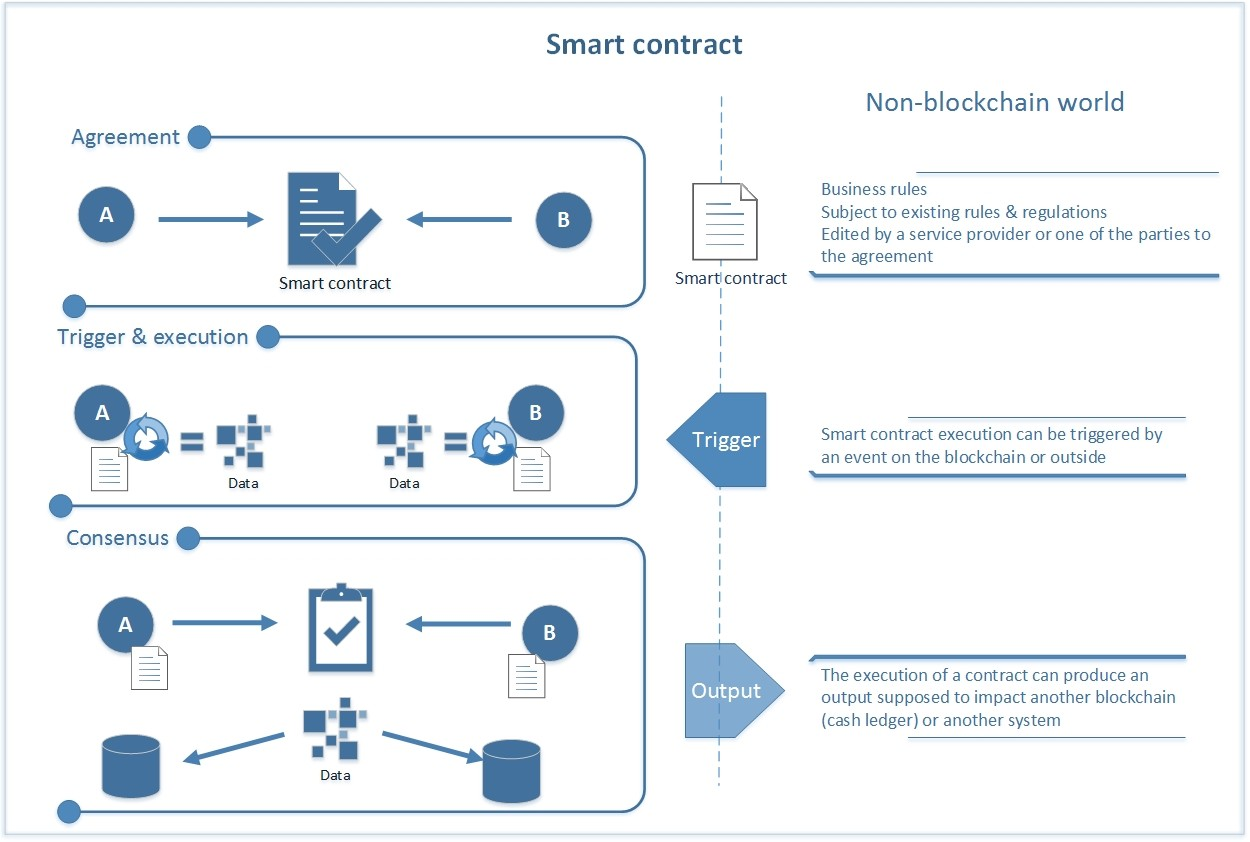 Smart contract
Non-blockchain world
Agreement
A
B
Smart contract
Smart contract
Business rules
Subject to existing rules & regulations
Edited by a service provider or one of the parties to
the agreement
Trigger & execution
A
B
Data
Data
Trigger
Smart contract execution can be triggered by
an event on the blockchain or outside
Consensus
A
B
Data
Output
The execution of a contract can produce an
output supposed to impact another blockchain
(cash ledger) or another system